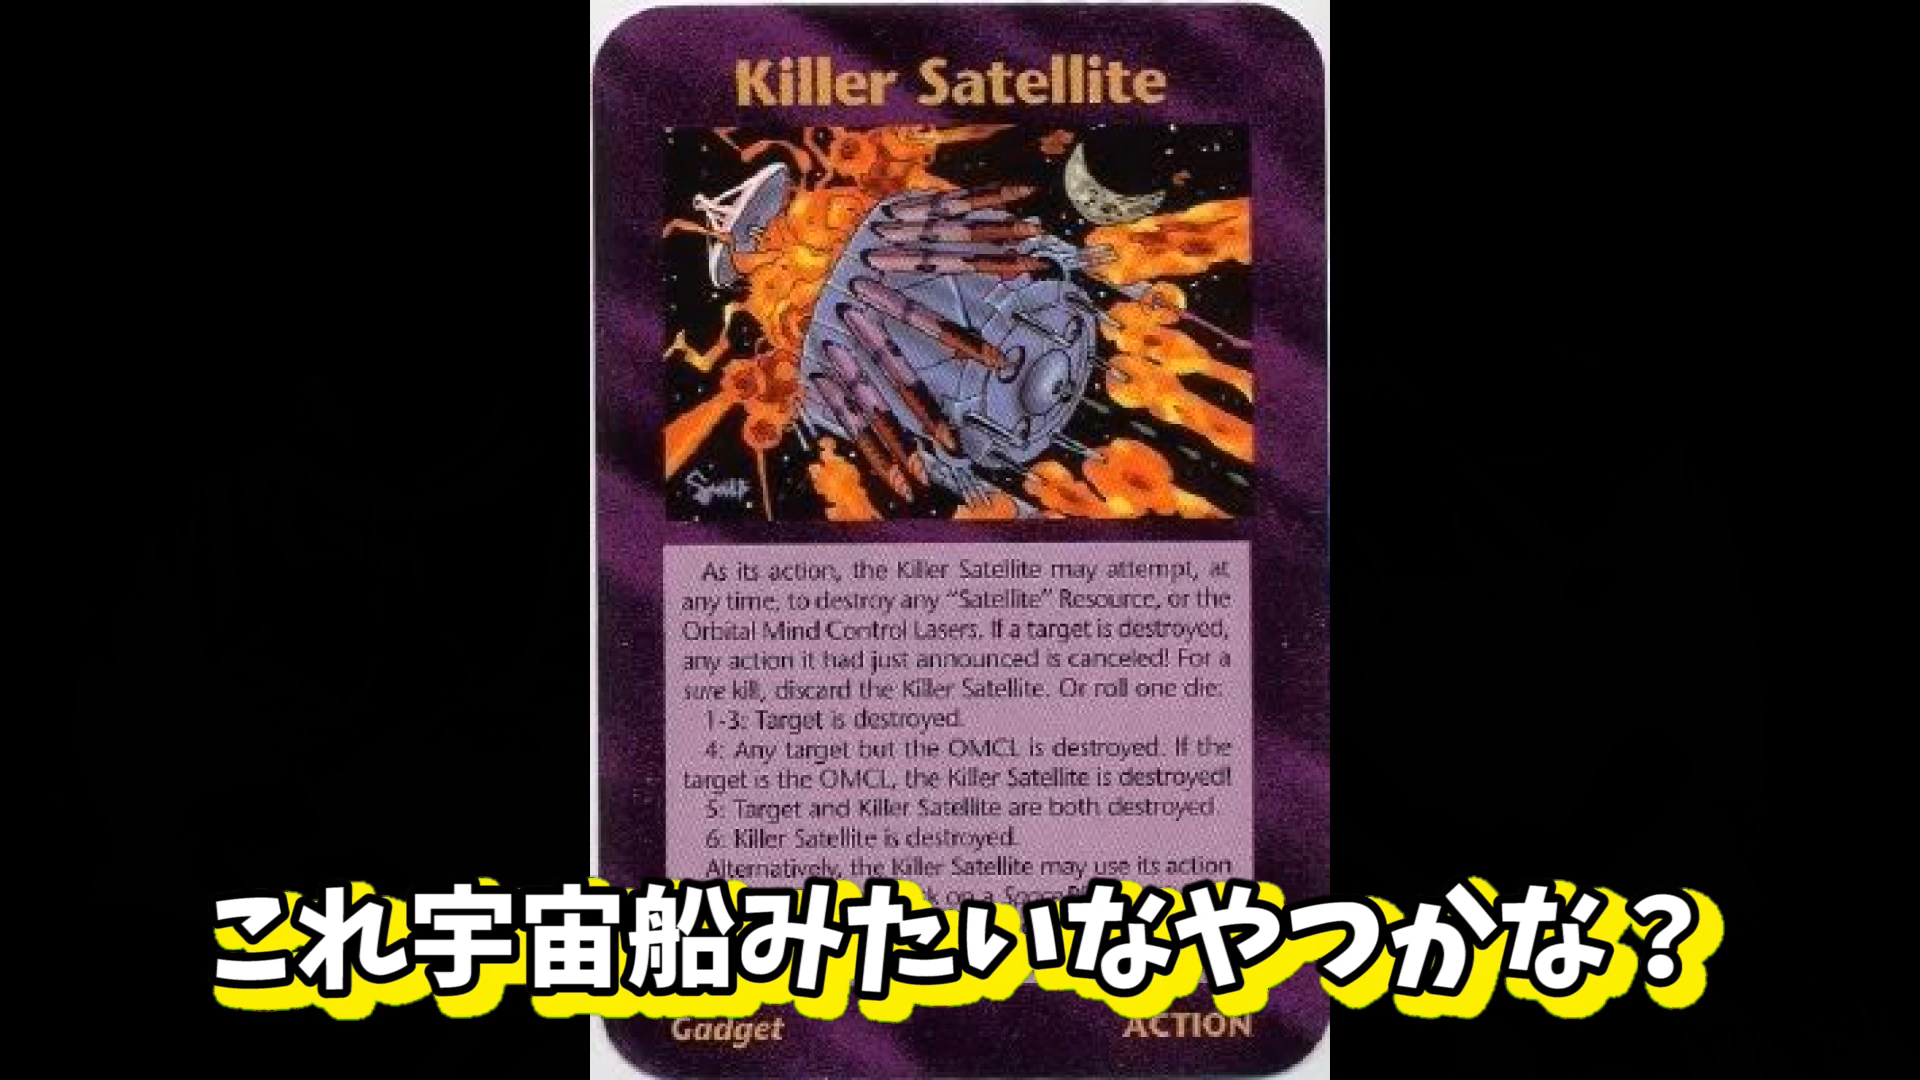 Killer Satellite
As its action, the Killer Satellite may attempt, at
any time, to destroy any “Satellite” Resource, or the
Orbital Mind Control Lasers. If a target is destroyed,
any action it had just announced is canceled! For a
sure kill, discard the Killer Satellite. Or roll one die:
1-3: Target is destroyed.
4: Any target but the OMCL is destroyed. If the
target is the OMCL, the Killer Satellite is destroyed!
5: Target and Killer Satellite are both destroyed.
6: Killer Satellite is destroyed.
Alternatively, the Killer Satellite may use its action
on a
これ宇宙船みたいなやつかな？
Gadget
ACTION